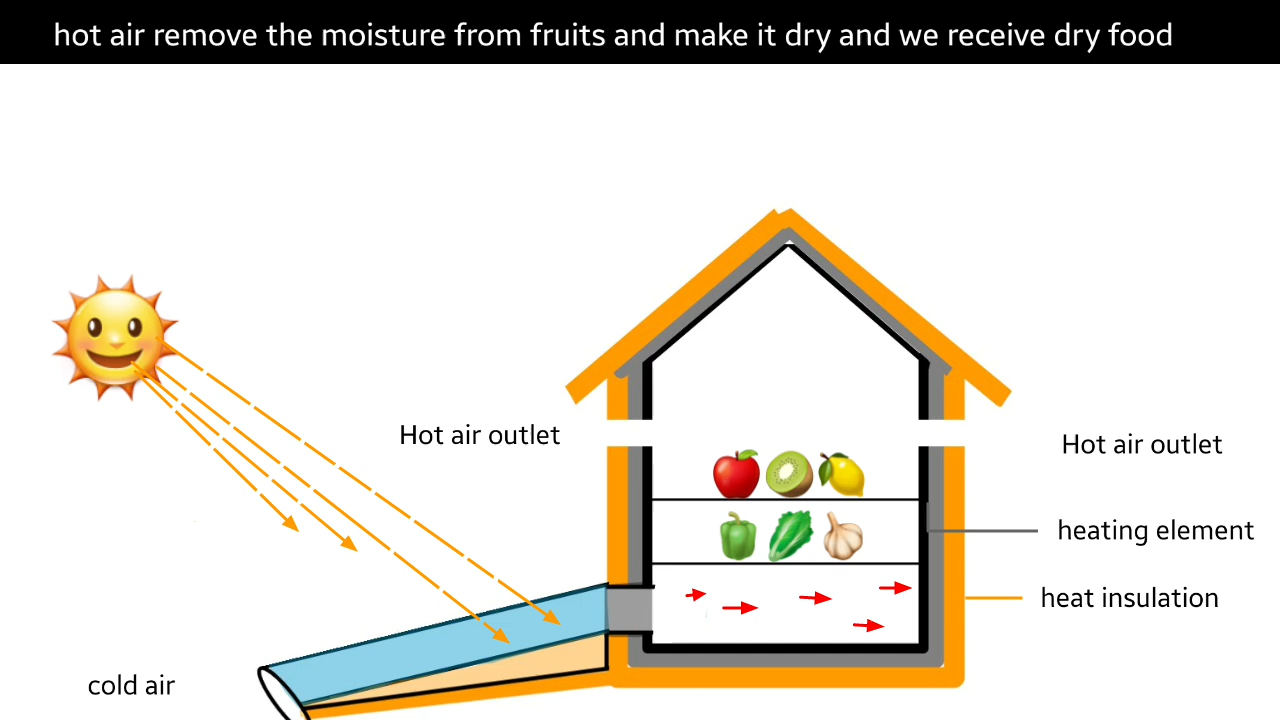 hot air remove the moisture from fruits and make it dry and we receive dry food
Hot air outlet
Hot air outlet
heating element
heat insulation
cold air